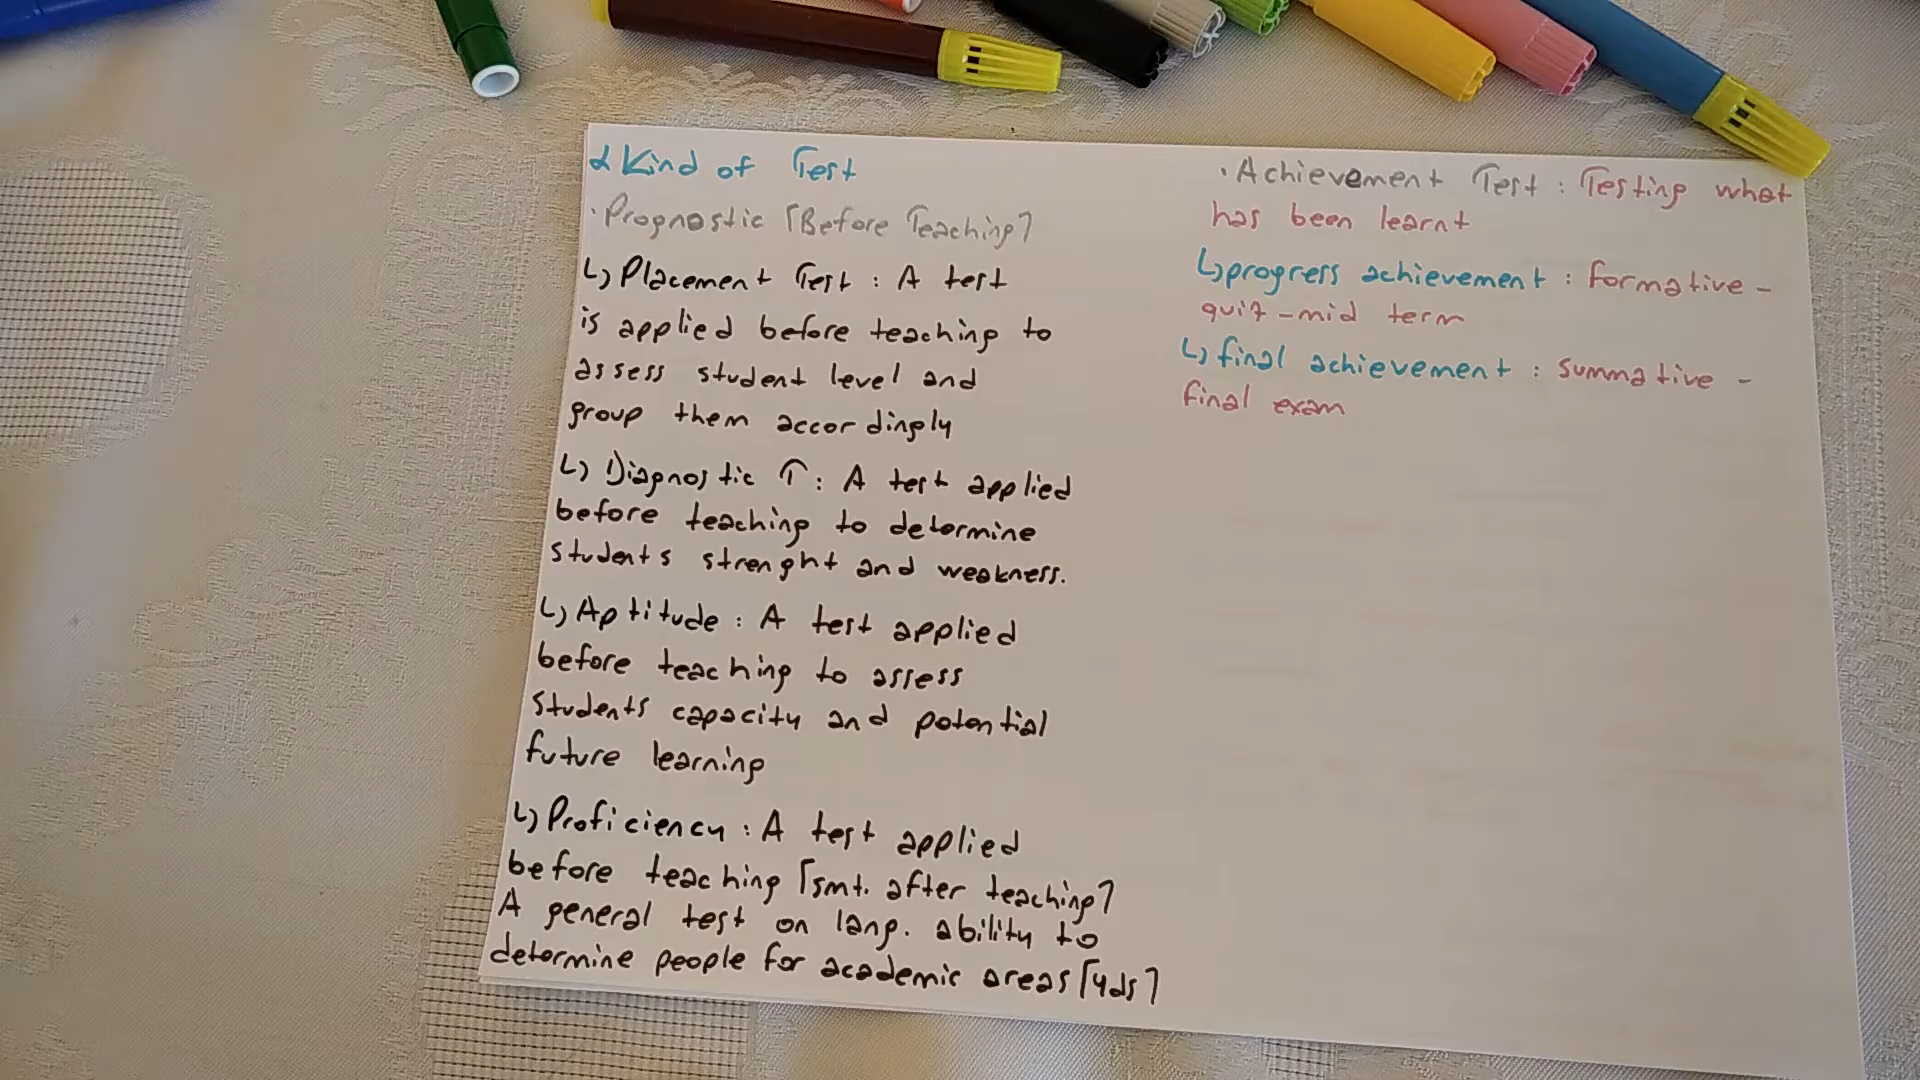 2 Kind of Test
• Prognostic [Before Teaching]
↳ Placement Test : A test
is applied before teaching to
assess student level and
group them accordingly
↳ Diagnostic T : A test applied
before teaching to determine
students strenght and weakness.
↳ Aptitude : A test applied
before teaching to assess
students capacity and potential
future learning
↳ Proficiency : A test applied
before teaching [smt. after teaching]
A general test on lang. ability to
determine people for academic areas [yds]
• Achievement Test : Testing what
has been learnt
↳ progress achievement : formative -
quiz - mid term
↳ final achievement : summative -
final exam